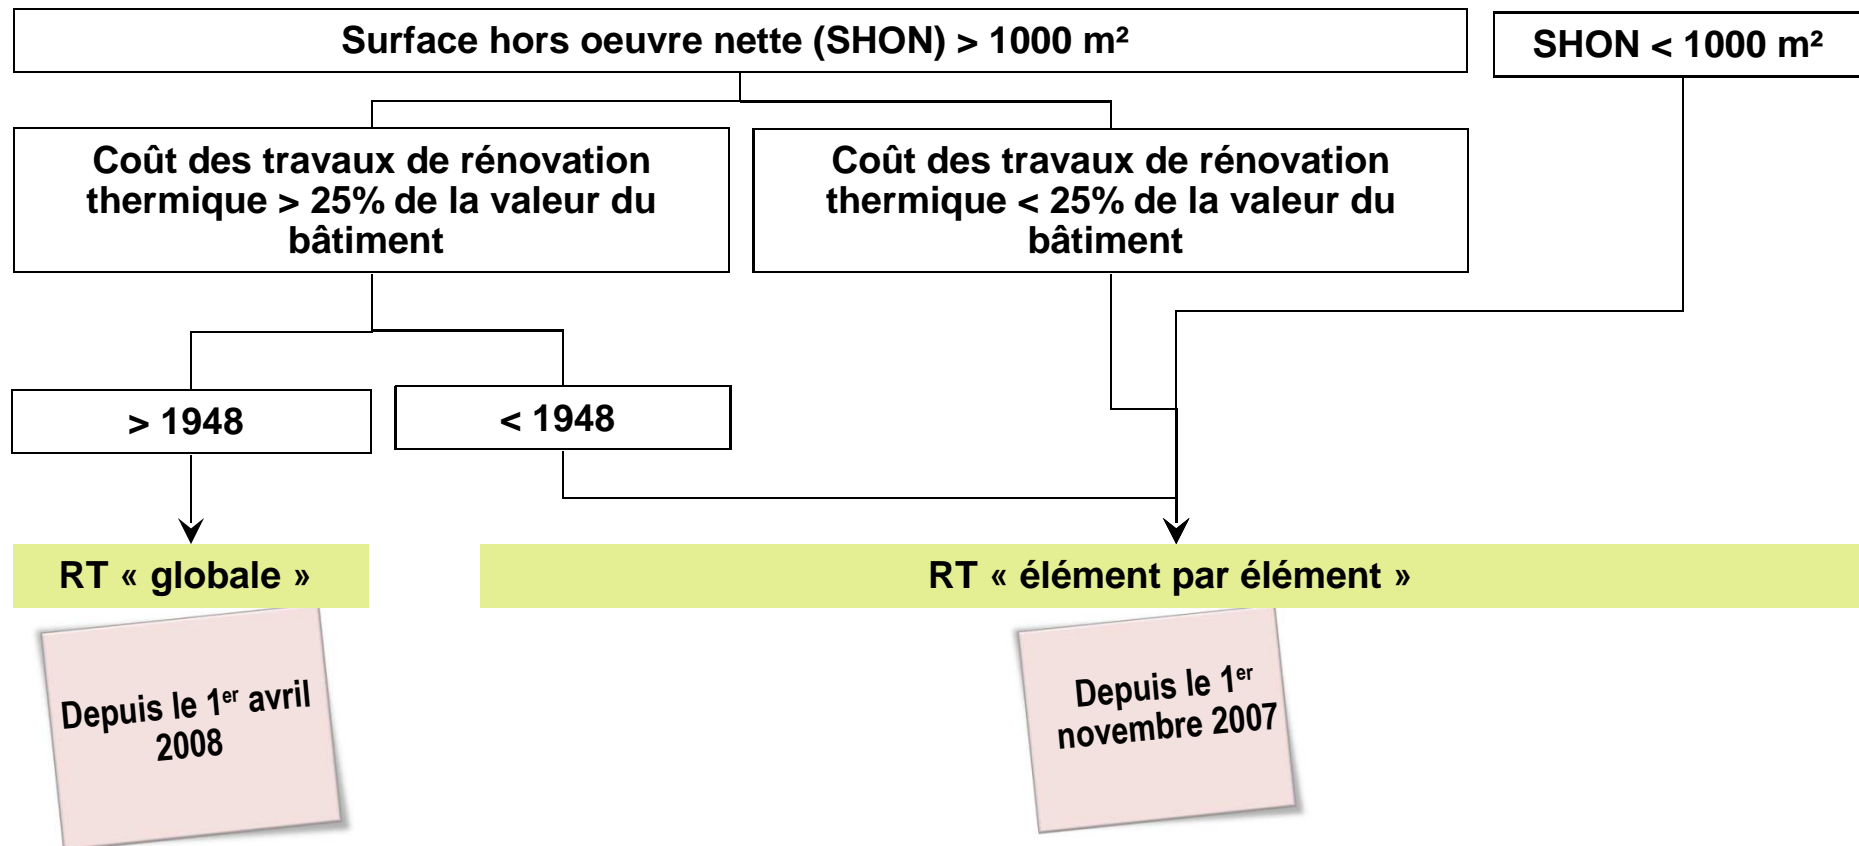 Surface hors oeuvre nette (SHON) > 1000 m²
SHON < 1000 m²
Coût des travaux de rénovation
thermique > 25% de la valeur du
bâtiment
Coût des travaux de rénovation
thermique < 25% de la valeur du
bâtiment
> 1948
< 1948
RT « globale »
RT « élément par élément »
Depuis le 1er avril
2008
Depuis le 1er
novembre 2007